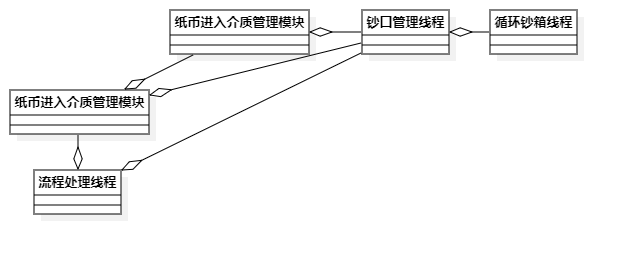 纸币进入介质管理模块
钞口管理线程
循环钞箱线程
纸币进入介质管理模块
流程处理线程